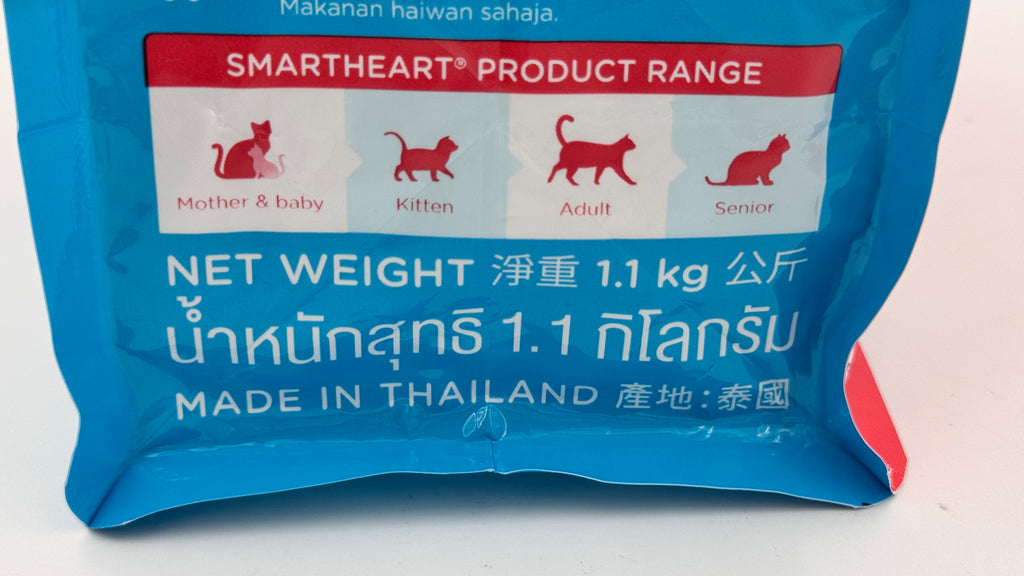 Makanan haiwan sahaja.
SMARTHEART® PRODUCT RANGE
Mother & baby Kitten Adult Senior
NET WEIGHT 淨重 1.1 kg 公斤
น้ำหนักสุทธิ 1.1 กิโลกรัม
MADE IN THAILAND 產地:泰國